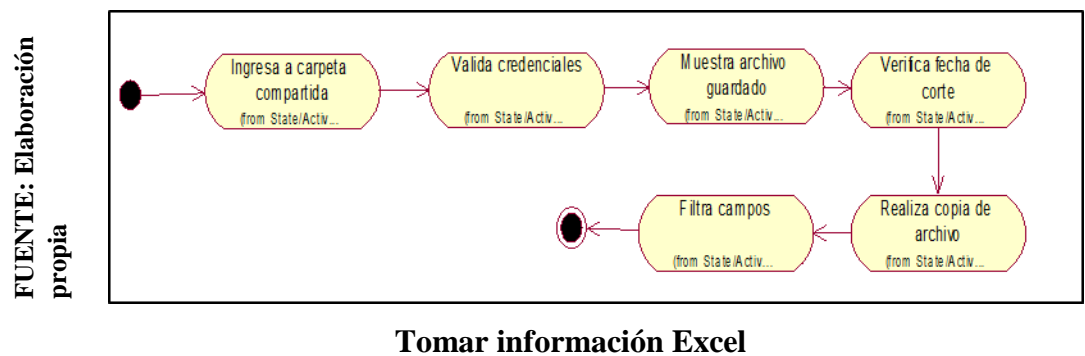 FUENTE: Elaboración
propia
Ingresa a carpeta
compartida
(from State/Activ...
Valida credenciales
(from State/Activ...
Muestra archivo
guardado
(from State/Activ...
Verifica fecha de
corte
(from State/Activ...
Realiza copia de
archivo
(from State/Activ...
Filtra campos
(from State/Activ...
Tomar información Excel